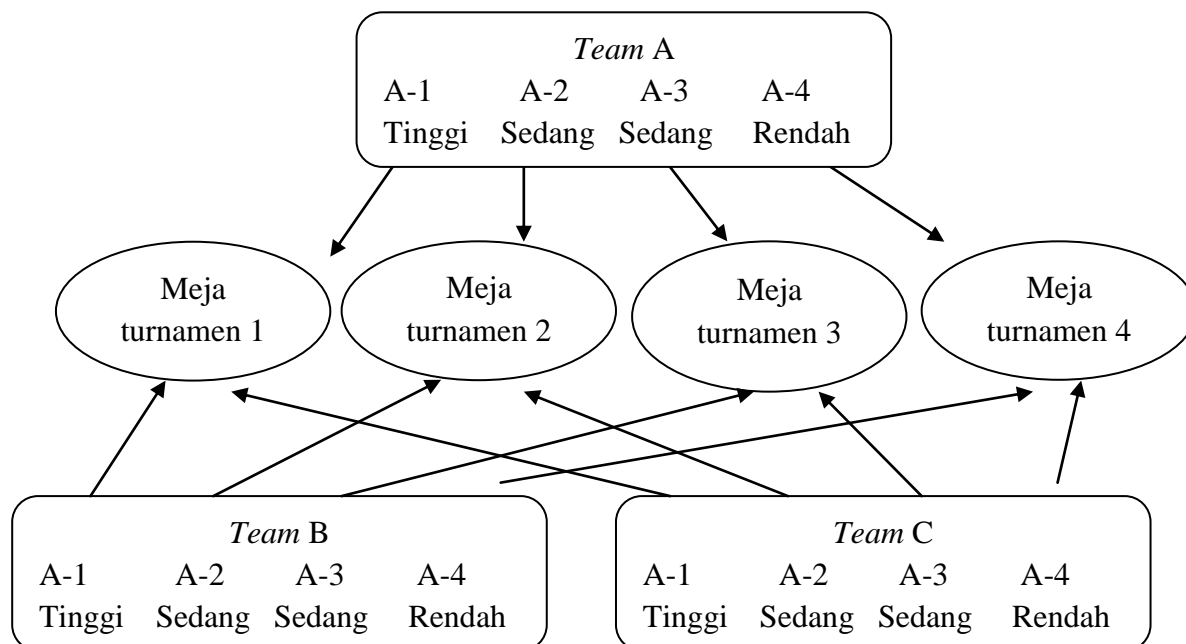 Team A
A-1 A-2 A-3 A-4
Tinggi Sedang Sedang Rendah
Meja
turnamen 1
Meja
turnamen 2
Meja
turnamen 3
Meja
turnamen 4
Team B
A-1 A-2 A-3 A-4
Tinggi Sedang Sedang Rendah
Team C
A-1 A-2 A-3 A-4
Tinggi Sedang Sedang Rendah